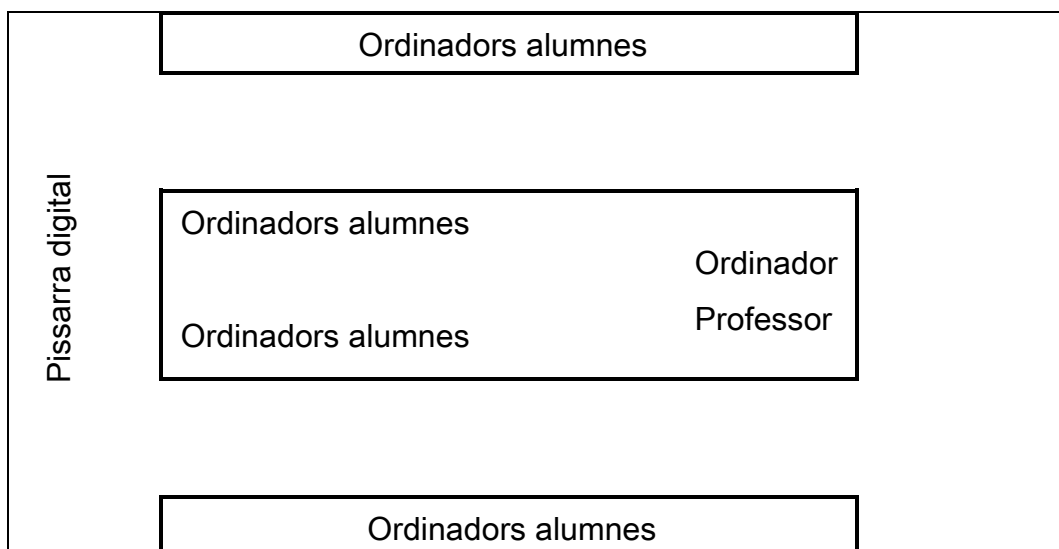 Ordinadors alumnes
Pissarra digital
Ordinadors alumnes
Ordinador
Professor
Ordinadors alumnes
Ordinadors alumnes